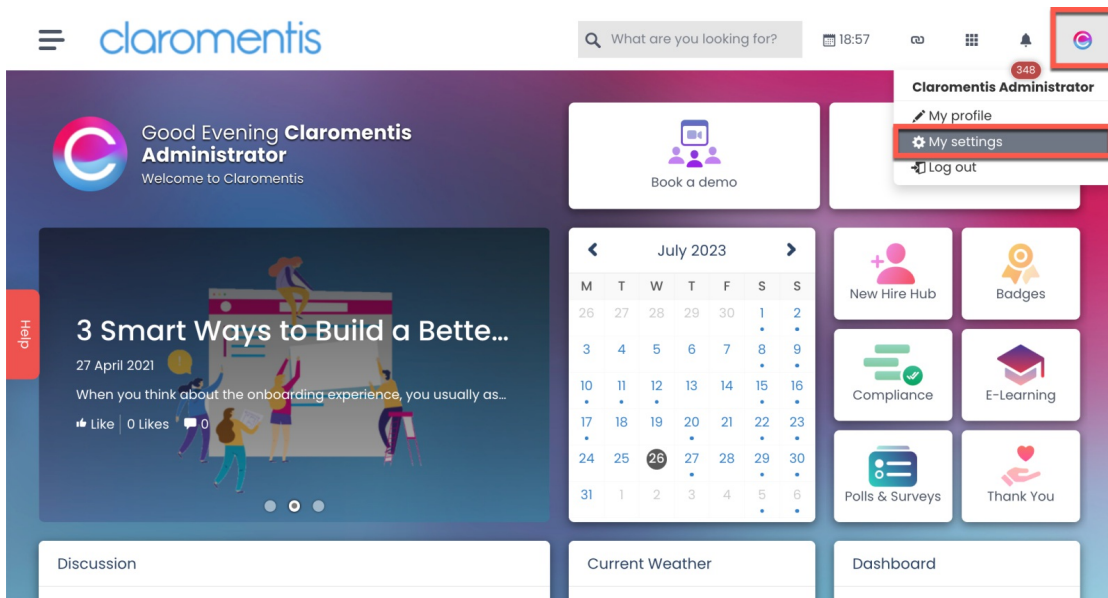 claromentis
What are you looking for?
18:57
348
Claromentis Administrator
My profile
My settings
Log out
Good Evening Claromentis
Administrator
Welcome to Claromentis
Book a demo
Help
3 Smart Ways to Build a Bette...
27 April 2021
When you think about the onboarding experience, you usually as...
Like 0 Likes 0
July 2023
M T W T F S S
26 27 28 29 30 1 2
3 4 5 6 7 8 9
10 11 12 13 14 15 16
17 18 19 20 21 22 23
24 25 26 27 28 29 30
31 1 2 3 4 5 6
New Hire Hub
Badges
Compliance
E-Learning
Polls & Surveys
Thank You
Discussion
Current Weather
Dashboard